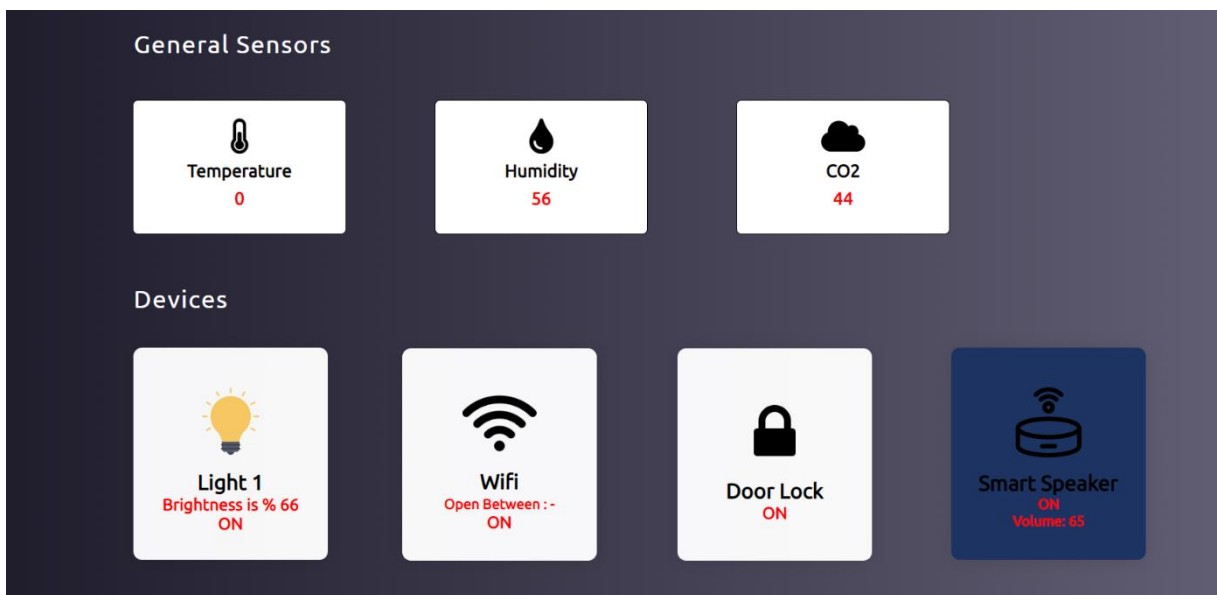 General Sensors
Temperature
0
Humidity
56
CO2
44
Devices
Light 1
Brightness is % 66
ON
Wifi
Open Between : -
ON
Door Lock
ON
Smart Speaker
ON
Volume: 65